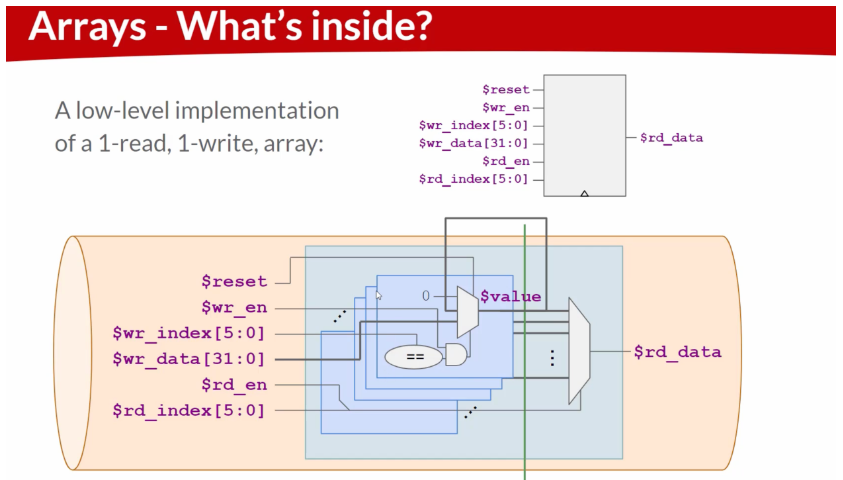 Arrays - What's inside?
A low-level implementation
of a 1-read, 1-write, array:
$reset
$wr_en
$wr_index[5:0]
$wr_data[31:0]
$rd_en
$rd_index[5:0]
$rd_data
$reset
$wr_en
$wr_index[5:0]
$wr_data[31:0]
$rd_en
$rd_index[5:0]
0
$value
==
$rd_data